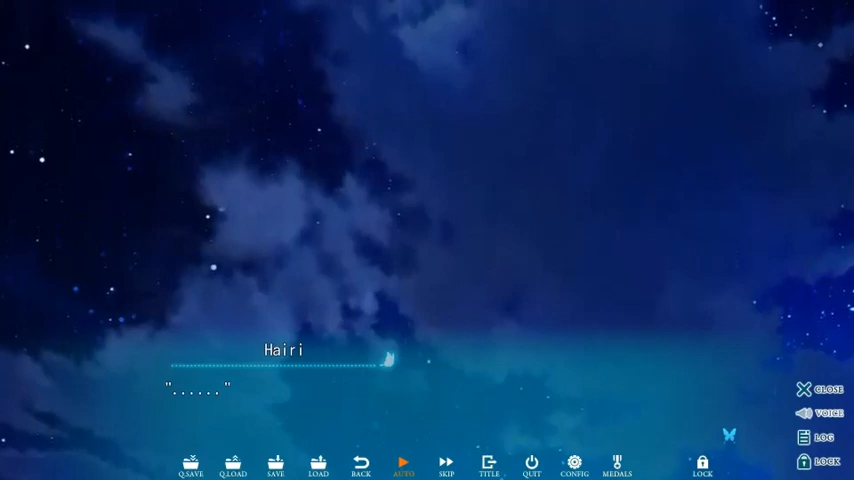 Hairi
"......"
CLOSE
VOICE
LOG
LOCK
Q.SAVE Q.LOAD SAVE LOAD BACK AUTO SKIP TITLE QUIT CONFIG MEDALS LOCK